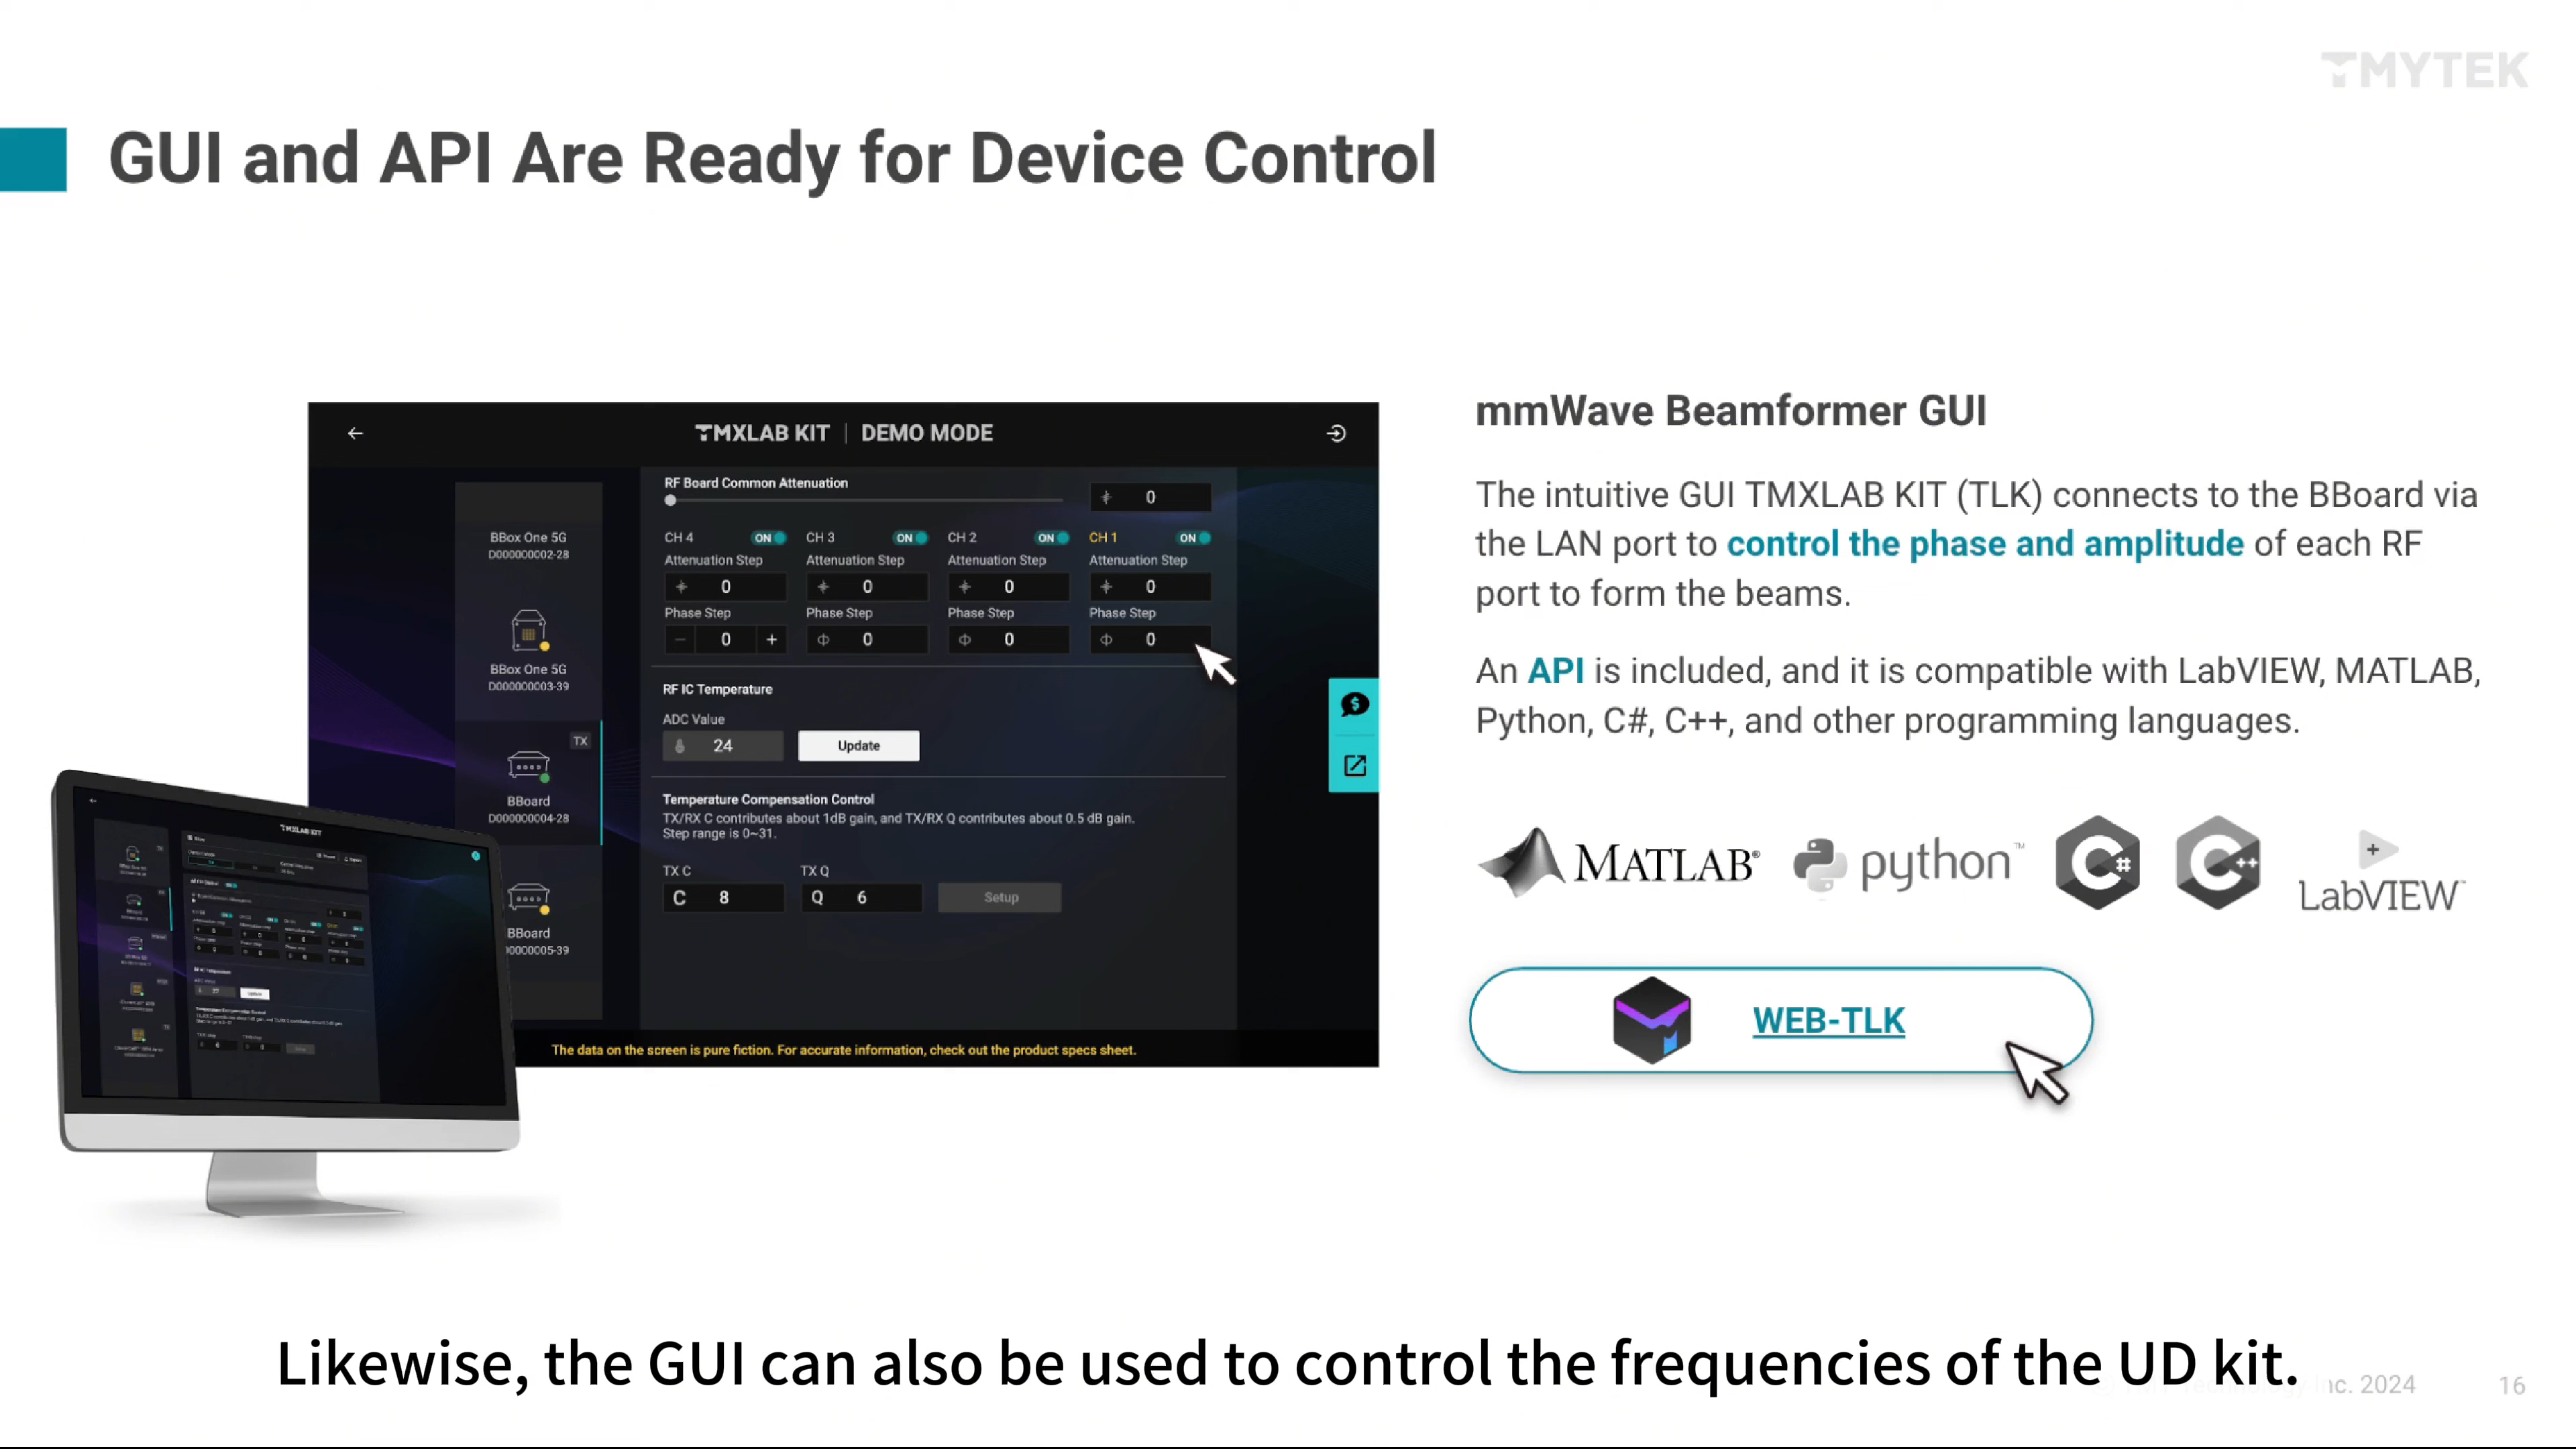 TMYTEK
GUI and API Are Ready for Device Control
TMXLAB KIT | DEMO MODE
RF Board Common Attenuation
0
CH 4 ON CH 3 ON CH 2 ON CH 1 ON
Attenuation Step Attenuation Step Attenuation Step Attenuation Step
0 0 0 0
Phase Step Phase Step Phase Step Phase Step
− 0 + 0 0 0
RF IC Temperature
ADC Value
24 Update
Temperature Compensation Control
TX/RX C contributes about 1dB gain, and TX/RX Q contributes about 0.5 dB gain.
Step range is 0~31.
TX C TX Q
C 8 Q 6 Setup
BBox One 5G
D000000002-28
BBox One 5G
D000000003-39
TX
BBoard
D000000004-28
BBoard
00000005-39
The data on the screen is pure fiction. For accurate information, check out the product specs sheet.
TMXLAB KIT
mmWave Beamformer GUI
The intuitive GUI TMXLAB KIT (TLK) connects to the BBoard via
the LAN port to control the phase and amplitude of each RF
port to form the beams.
An API is included, and it is compatible with LabVIEW, MATLAB,
Python, C#, C++, and other programming languages.
MATLAB® python™ C# C++ LabVIEW™
WEB-TLK
Likewise, the GUI can also be used to control the frequencies of the UD kit.
nc. 2024
16